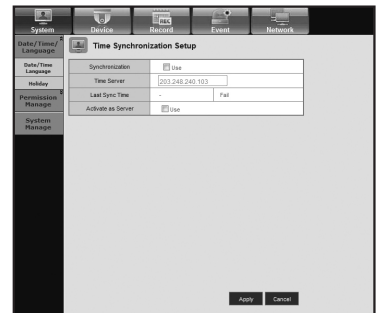 System Device Record Event Network
REC
Date/Time/
Language
Time Synchronization Setup
Date/Time
Language
Holiday
Permission
Manage
System
Manage
Synchronization Use
Time Server 203.248.240.103
Last Sync Time - Fail
Activate as Server Use
Apply Cancel